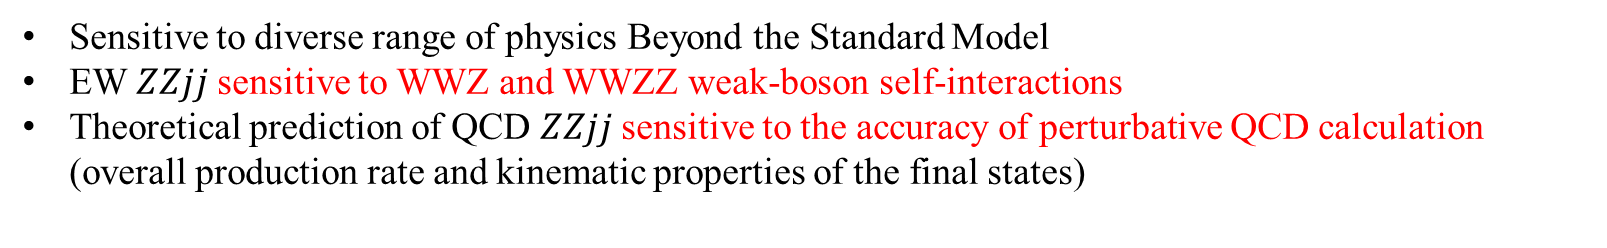 • Sensitive to diverse range of physics Beyond the Standard Model
• EW ZZjj sensitive to WWZ and WWZZ weak-boson self-interactions
• Theoretical prediction of QCD ZZjj sensitive to the accuracy of perturbative QCD calculation
(overall production rate and kinematic properties of the final states)